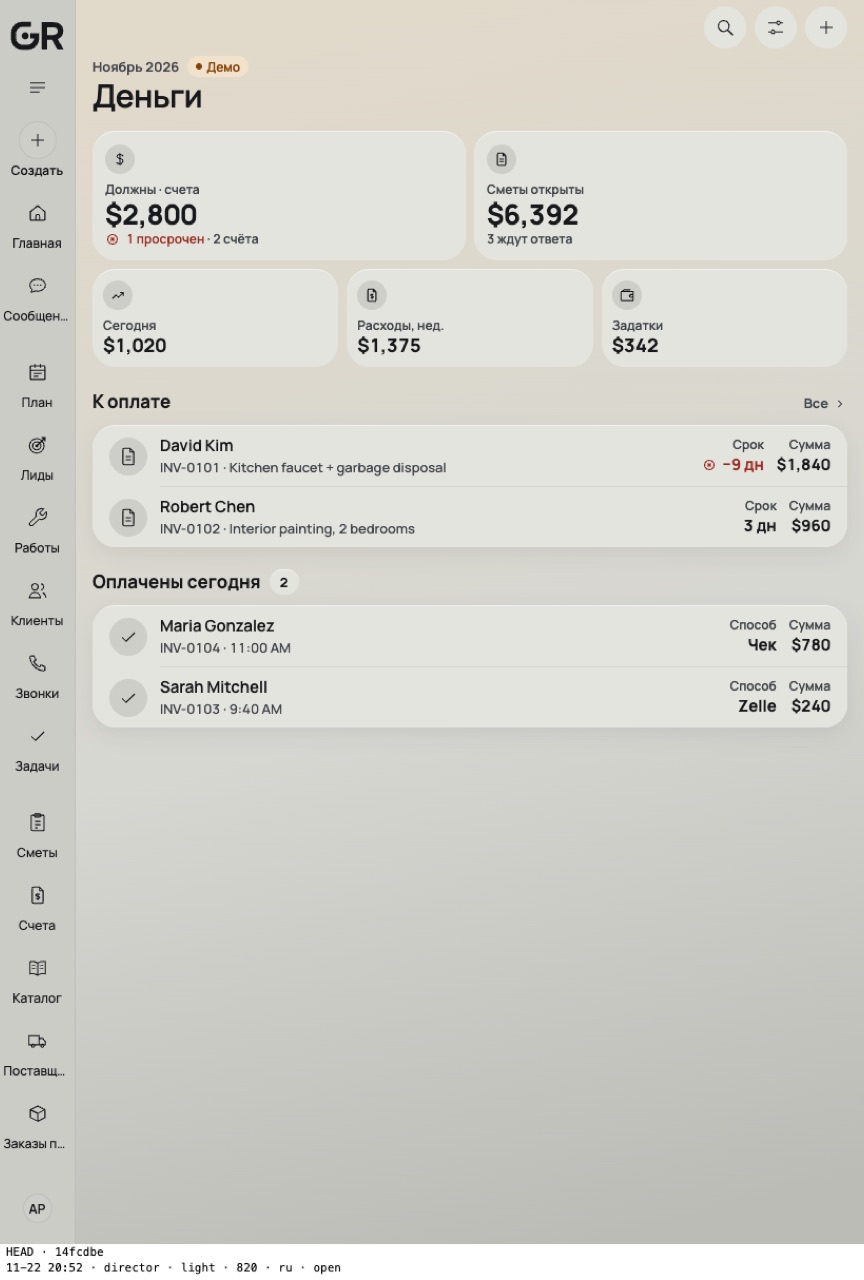 GR
Создать
Главная
Сообщен...
План
Лиды
Работы
Клиенты
Звонки
Задачи
Сметы
Счета
Каталог
Поставщ...
Заказы п...
AP
Ноябрь 2026 • Демо
Деньги
$
Должны · счета
$2,800
1 просрочен · 2 счёта
Сметы открыты
$6,392
3 ждут ответа
Сегодня
$1,020
Расходы, нед.
$1,375
Задатки
$342
К оплате
Все >
David Kim
INV-0101 · Kitchen faucet + garbage disposal
Срок Сумма
−9 дн $1,840
Robert Chen
INV-0102 · Interior painting, 2 bedrooms
Срок Сумма
3 дн $960
Оплачены сегодня 2
Maria Gonzalez
INV-0104 · 11:00 AM
Способ Сумма
Чек $780
Sarah Mitchell
INV-0103 · 9:40 AM
Способ Сумма
Zelle $240
HEAD · 14fcdbe
11-22 20:52 · director · light · 820 · ru · open